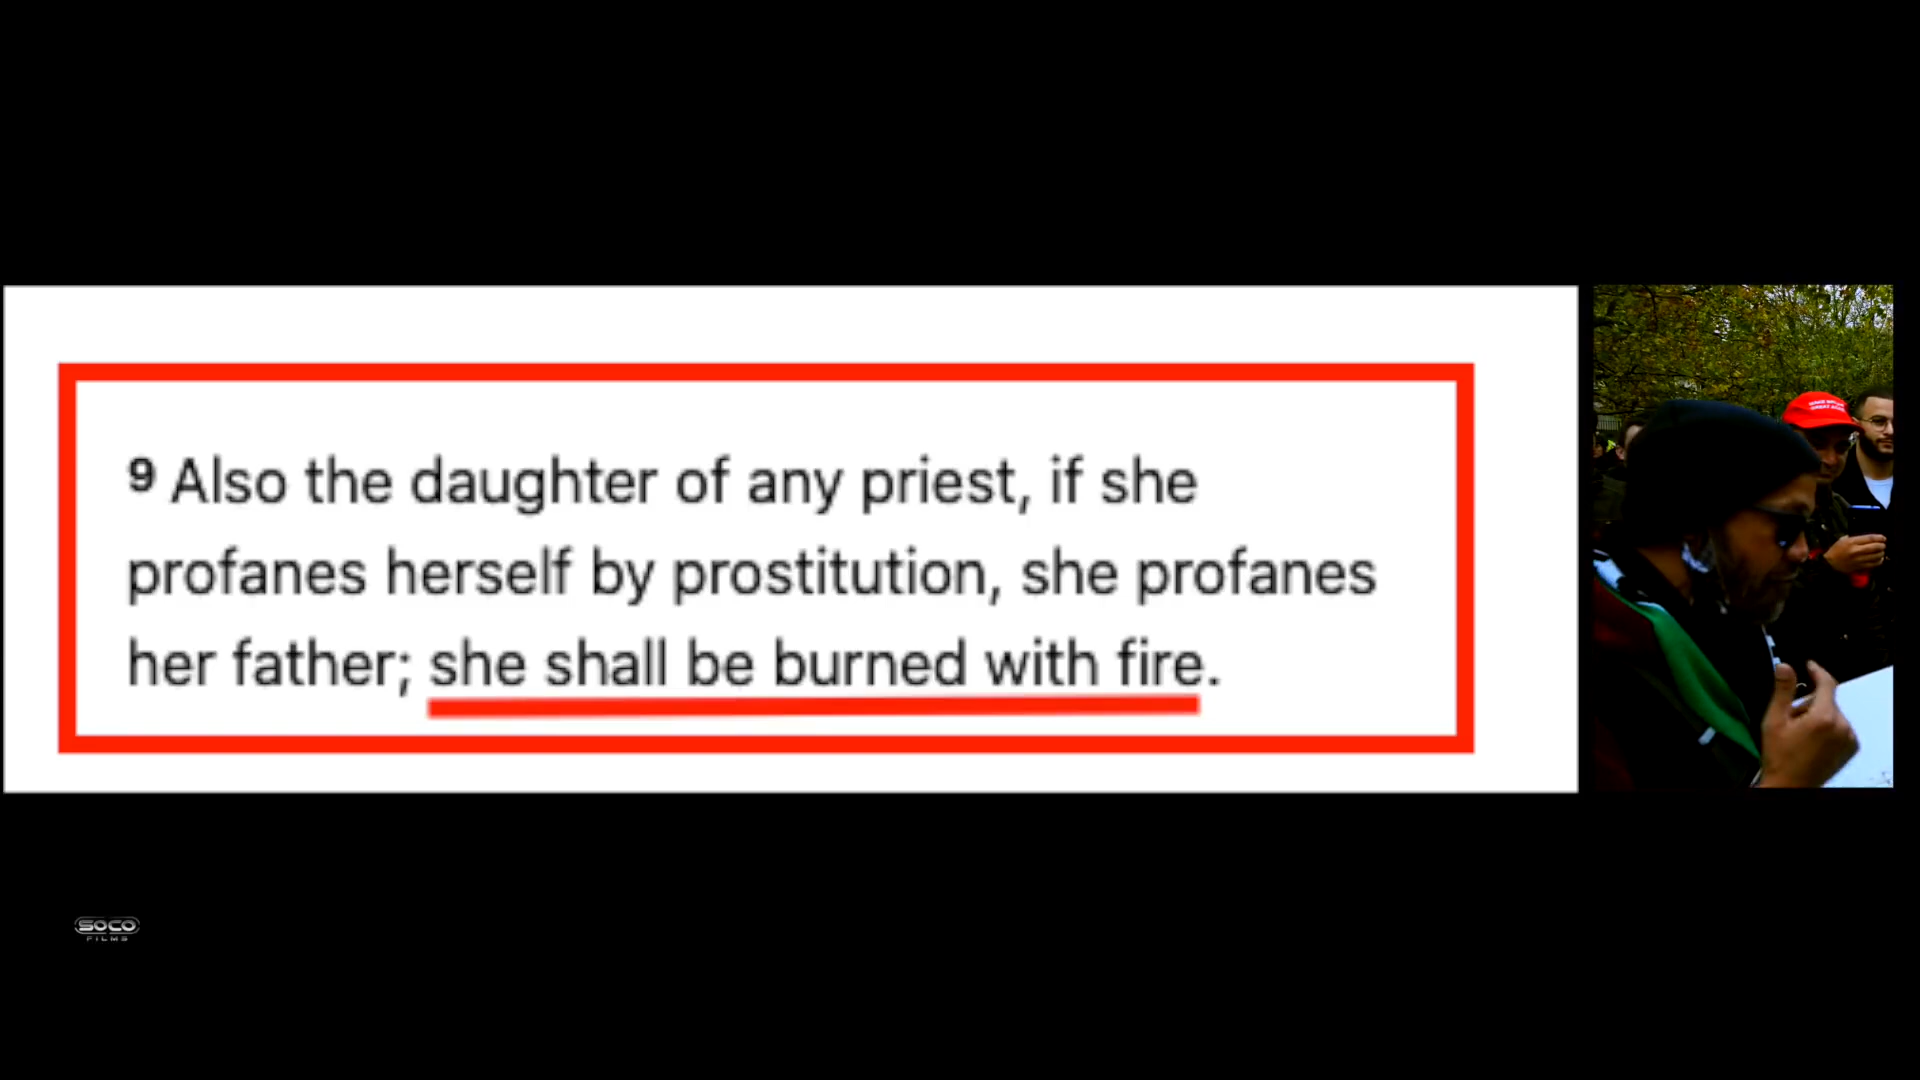 9 Also the daughter of any priest, if she
profanes herself by prostitution, she profanes
her father; she shall be burned with fire.
SOCO
FILMS